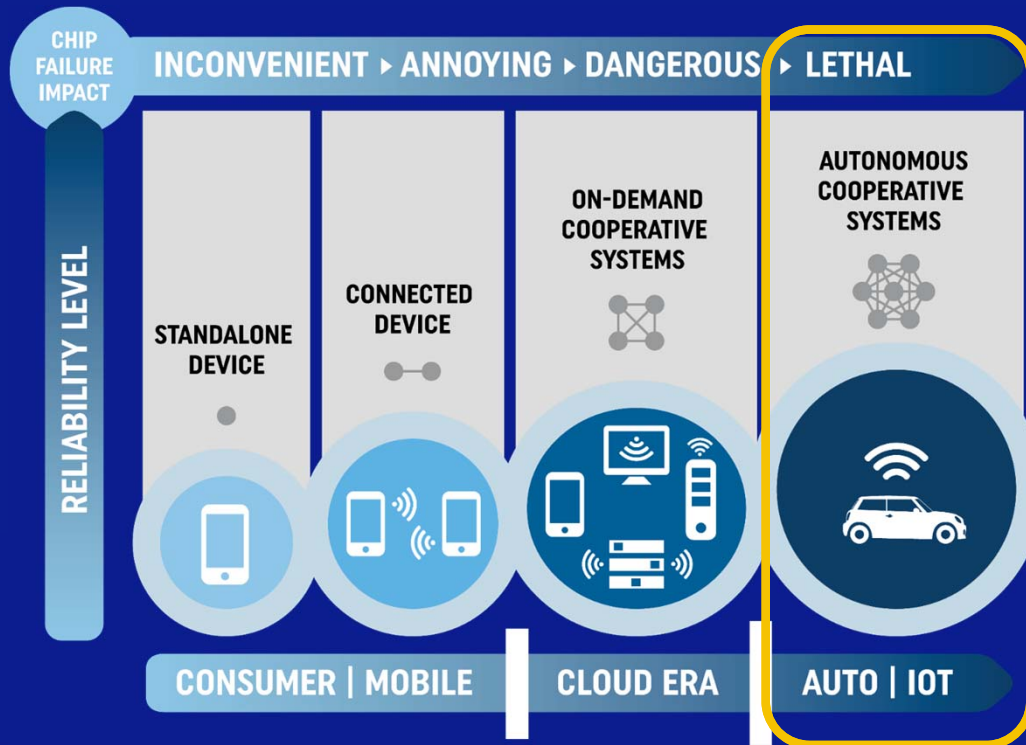 CHIP
FAILURE
IMPACT
INCONVENIENT ▸ ANNOYING ▸ DANGEROUS ▸ LETHAL
RELIABILITY LEVEL
STANDALONE
DEVICE
CONNECTED
DEVICE
ON-DEMAND
COOPERATIVE
SYSTEMS
AUTONOMOUS
COOPERATIVE
SYSTEMS
CONSUMER | MOBILE
CLOUD ERA
AUTO | IOT